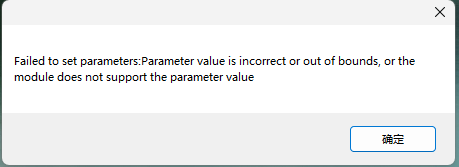 Failed to set parameters:Parameter value is incorrect or out of bounds, or the
module does not support the parameter value
确定